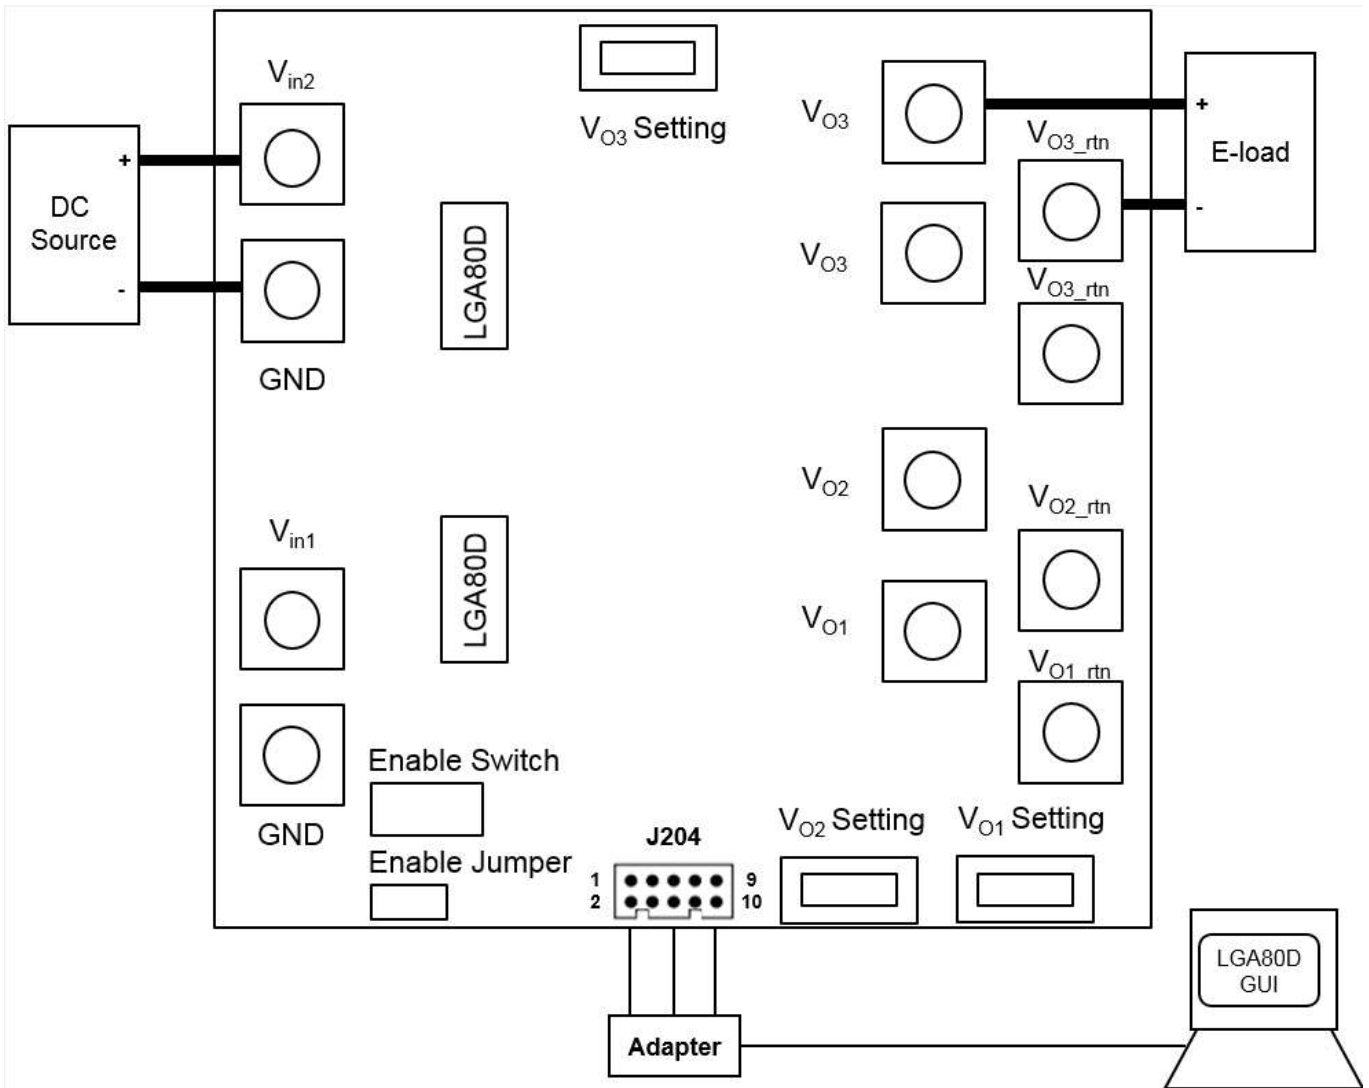 Vin2
VO3 Setting
VO3
VO3_rtn
+
-
E-load
+
-
DC
Source
LGA80D
VO3
VO3_rtn
GND
VO2
VO2_rtn
Vin1
LGA80D
VO1
VO1_rtn
GND
Enable Switch
Enable Jumper
J204
1
2
9
10
VO2 Setting
VO1 Setting
Adapter
LGA80D
GUI